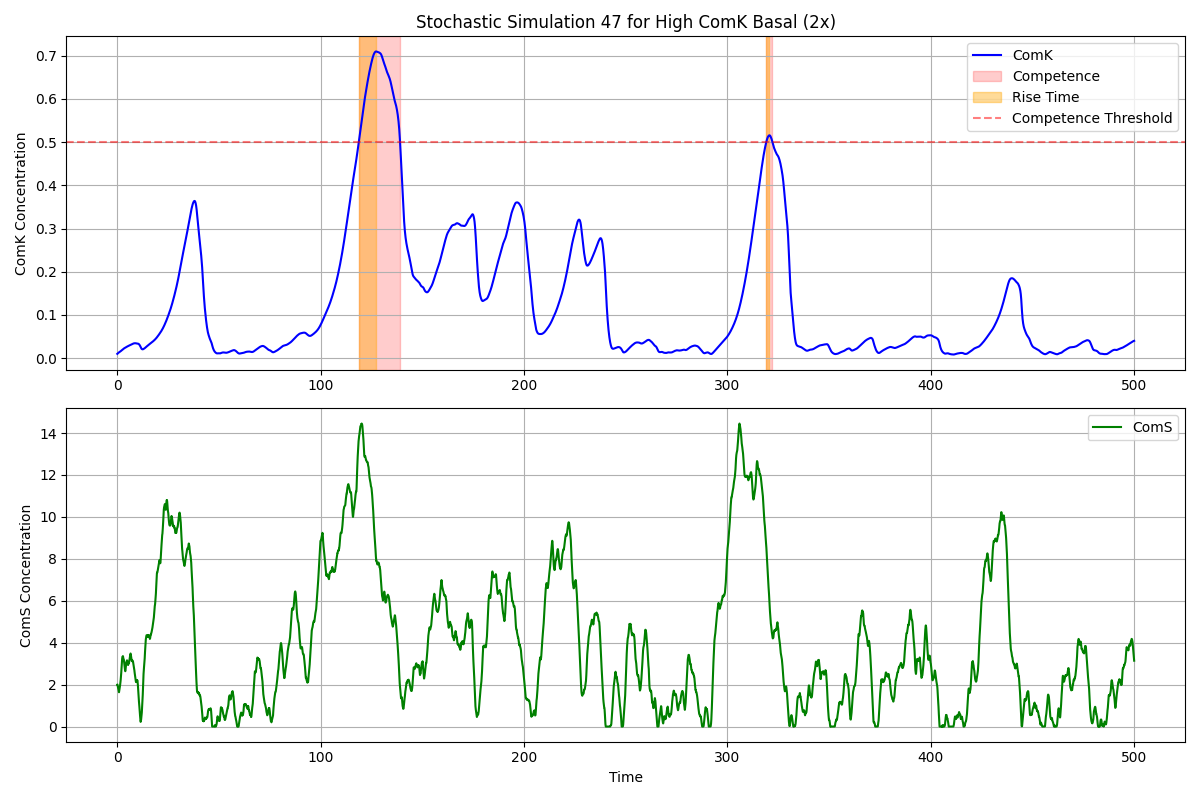 Stochastic Simulation 47 for High ComK Basal (2x)
ComK Concentration
0.7
0.6
0.5
0.4
0.3
0.2
0.1
0.0
ComK
Competence
Rise Time
Competence Threshold
0 100 200 300 400 500
ComS Concentration
14
12
10
8
6
4
2
0
ComS
0 100 200 300 400 500
Time